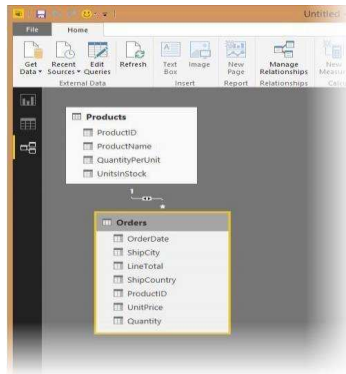 Untitled
File Home
Get Data
Recent Sources
Edit Queries
Refresh
Text Box
Image
New Page
Manage Relationships
New
External Data
Insert
Report
Relationships
Products
ProductID
ProductName
QuantityPerUnit
UnitsInStock
1
*
Orders
OrderDate
ShipCity
LineTotal
ShipCountry
ProductID
UnitPrice
Quantity